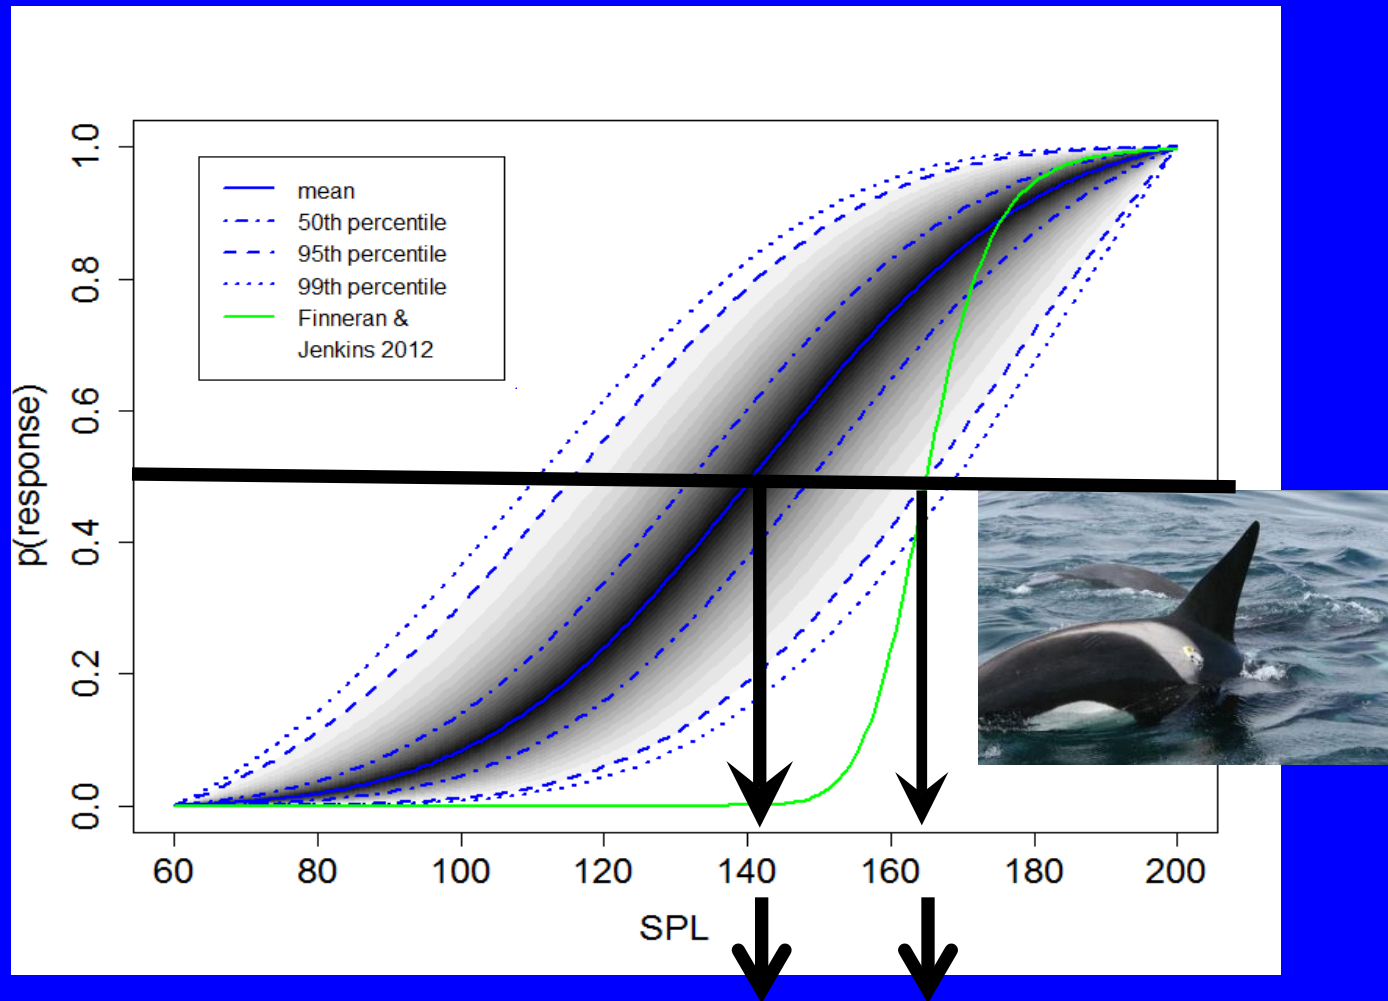 mean
50th percentile
95th percentile
99th percentile
Finneran &
Jenkins 2012
p(response)
1.0
0.8
0.6
0.4
0.2
0.0
60 80 100 120 140 160 180 200
SPL